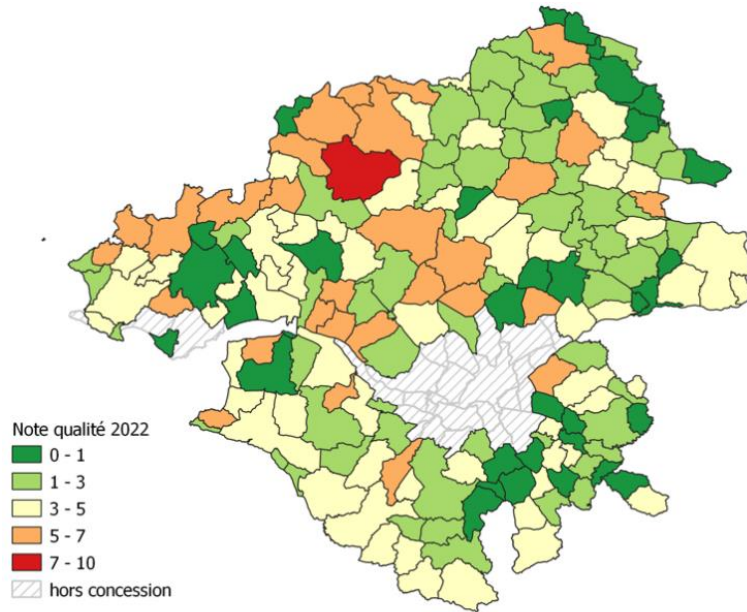 Note qualité 2022
0 - 1
1 - 3
3 - 5
5 - 7
7 - 10
hors concession